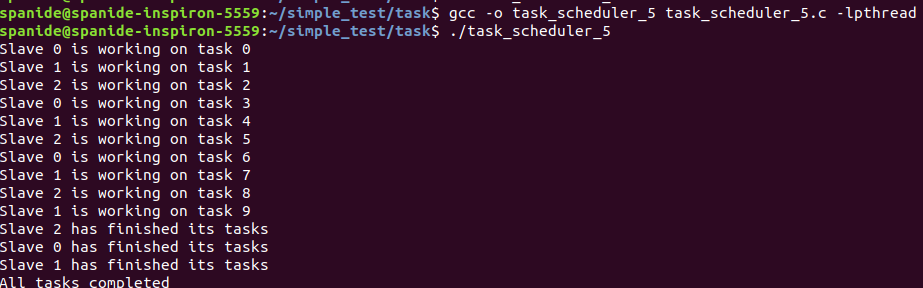 spanide@spanide-inspiron-5559:~/simple_test/task$ gcc -o task_scheduler_5 task_scheduler_5.c -lpthread
spanide@spanide-inspiron-5559:~/simple_test/task$ ./task_scheduler_5
Slave 0 is working on task 0
Slave 1 is working on task 1
Slave 2 is working on task 2
Slave 0 is working on task 3
Slave 1 is working on task 4
Slave 2 is working on task 5
Slave 0 is working on task 6
Slave 1 is working on task 7
Slave 2 is working on task 8
Slave 1 is working on task 9
Slave 2 has finished its tasks
Slave 0 has finished its tasks
Slave 1 has finished its tasks
All tasks completed